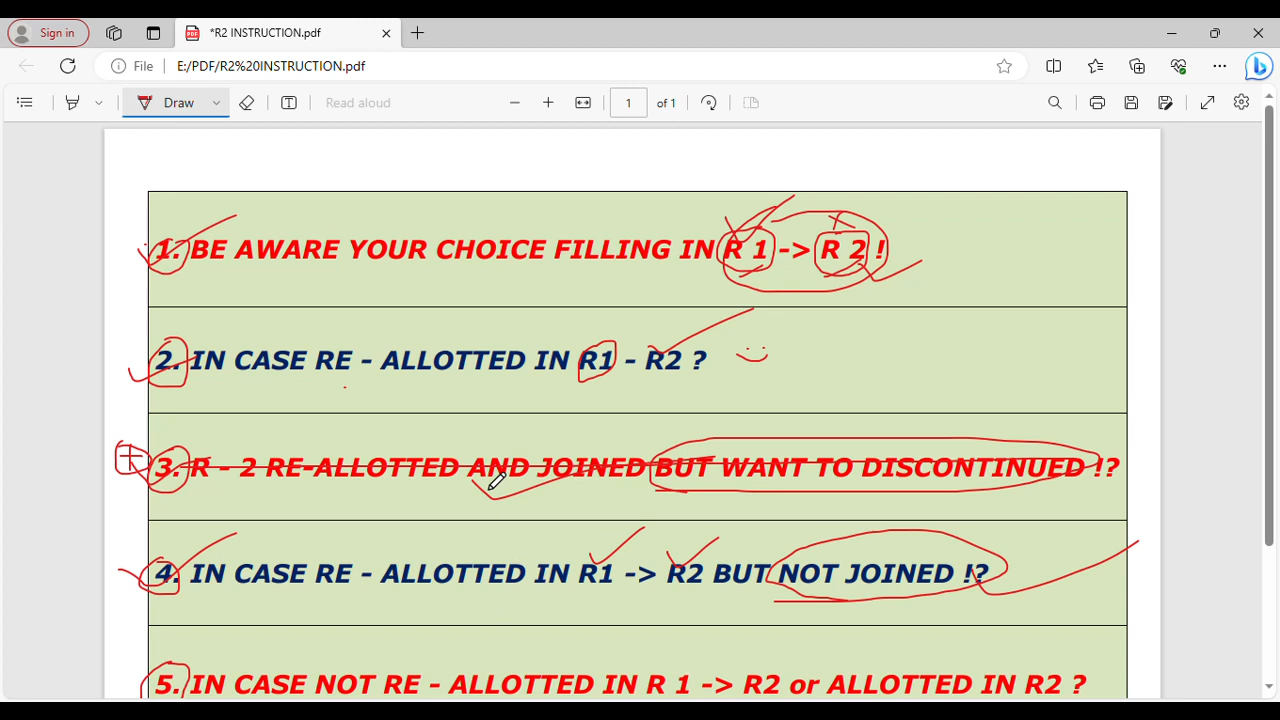 Sign in
*R2 INSTRUCTION.pdf
File
E:/PDF/R2%20INSTRUCTION.pdf
Draw
Read aloud
1
of 1
1. BE AWARE YOUR CHOICE FILLING IN R 1 -> R 2 !
2. IN CASE RE - ALLOTTED IN R1 - R2 ?
3. R - 2 RE-ALLOTTED AND JOINED BUT WANT TO DISCONTINUED !?
4. IN CASE RE - ALLOTTED IN R1 -> R2 BUT NOT JOINED !?
5. IN CASE NOT RE - ALLOTTED IN R 1 -> R2 or ALLOTTED IN R2 ?